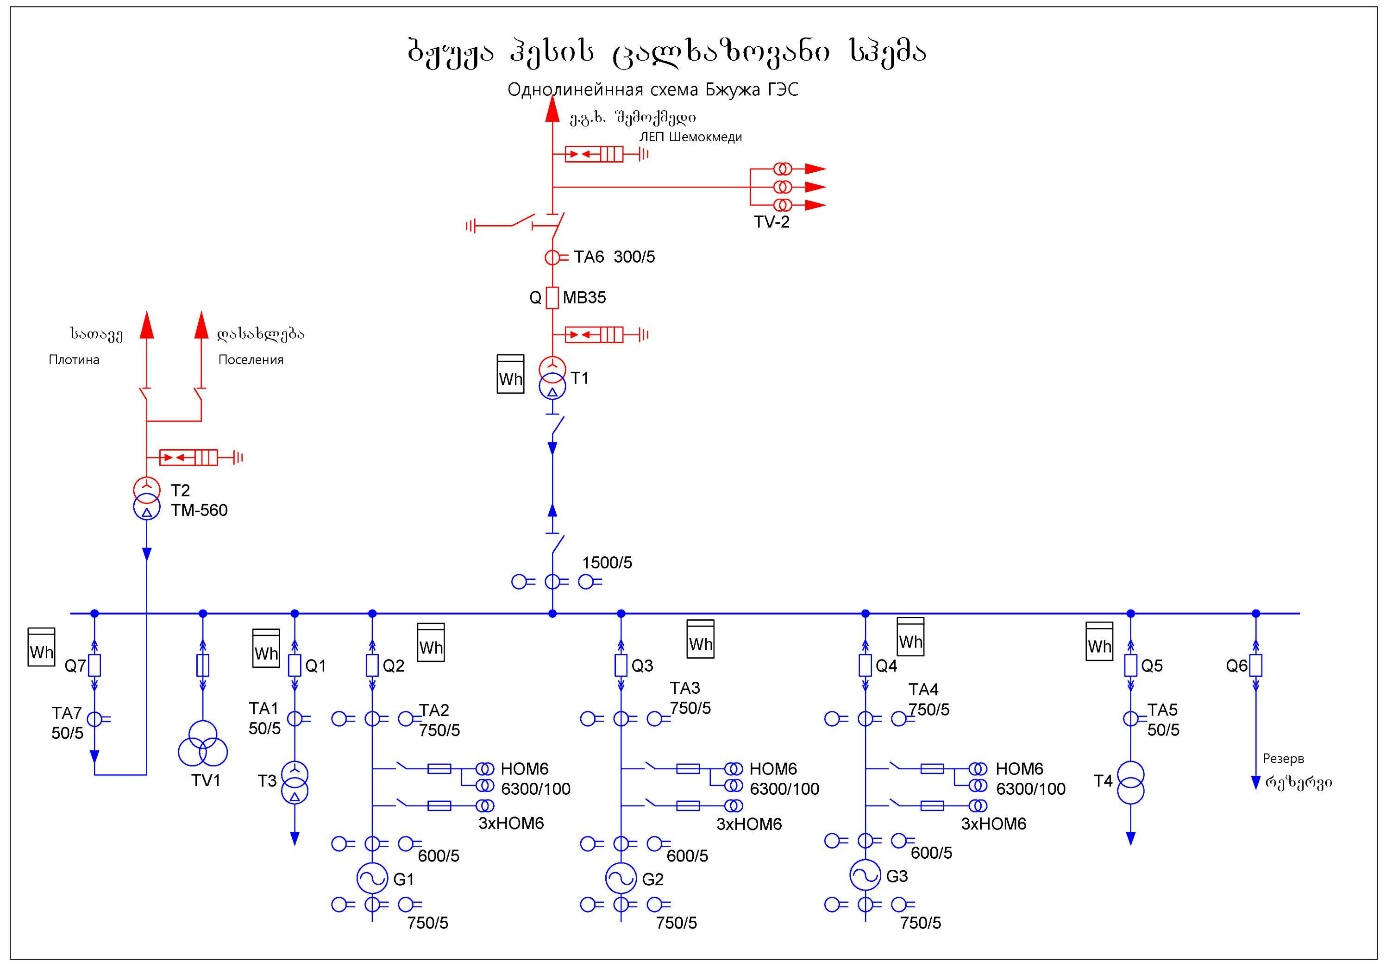 ბჟუჟა ჰესის ცალხაზოვანი სჰემა
Однолинейнная схема Бжужа ГЭС
ე.გ.ხ. შემოქმედი
ЛЕП Шемокмеди
TV-2
TA6 300/5
Q MB35
სათავე
დასახლება
Плотина
Поселения
Wh
T1
T2
TM-560
1500/5
Wh
Q7
Wh
Q1
Q2
Wh
Q3
Wh
Q4
Wh
Wh
Q5
Q6
TA7
50/5
TV1
TA1
50/5
TA2
750/5
TA3
750/5
TA4
750/5
TA5
50/5
T3
HOM6
6300/100
3xHOM6
HOM6
6300/100
3xHOM6
HOM6
6300/100
3xHOM6
T4
Резерв
რეზერვი
600/5
600/5
600/5
G1
G2
G3
750/5
750/5
750/5